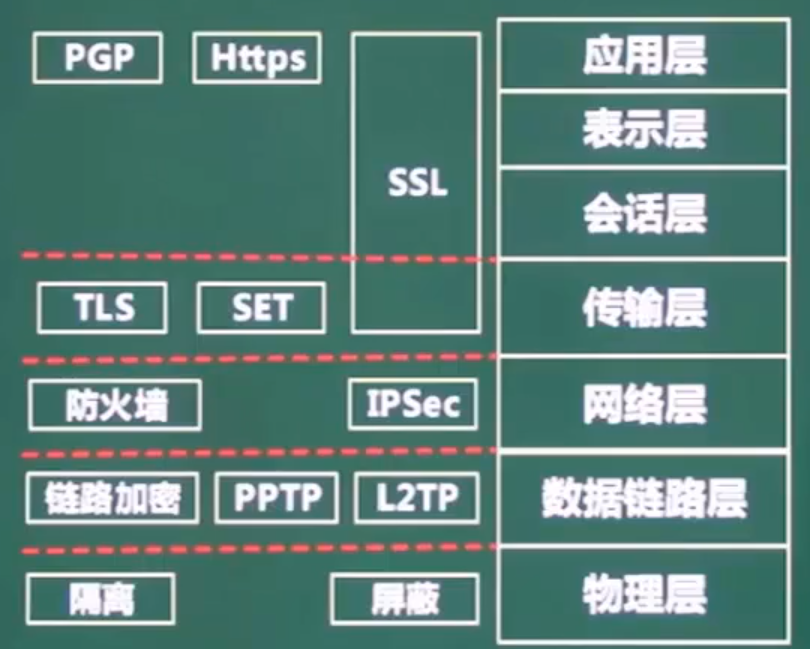 PGP Https SSL 应用层
表示层
会话层
TLS SET 传输层
防火墙 IPSec 网络层
链路加密 PPTP L2TP 数据链路层
隔离 屏蔽 物理层